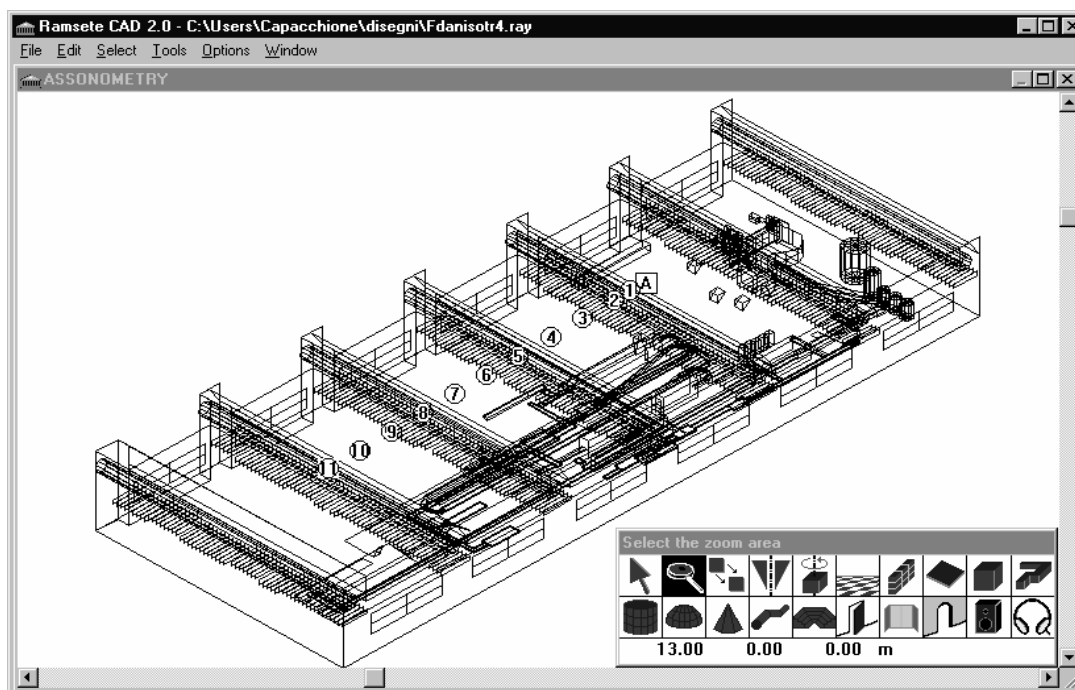 Ramsete CAD 2.0 - C:\Users\Capacchione\disegni\Fdanisotr4.ray
File Edit Select Tools Options Window
ASSONOMETRY
A
1
2
3
4
5
6
7
8
9
10
11
Select the zoom area
13.00 0.00 0.00 m